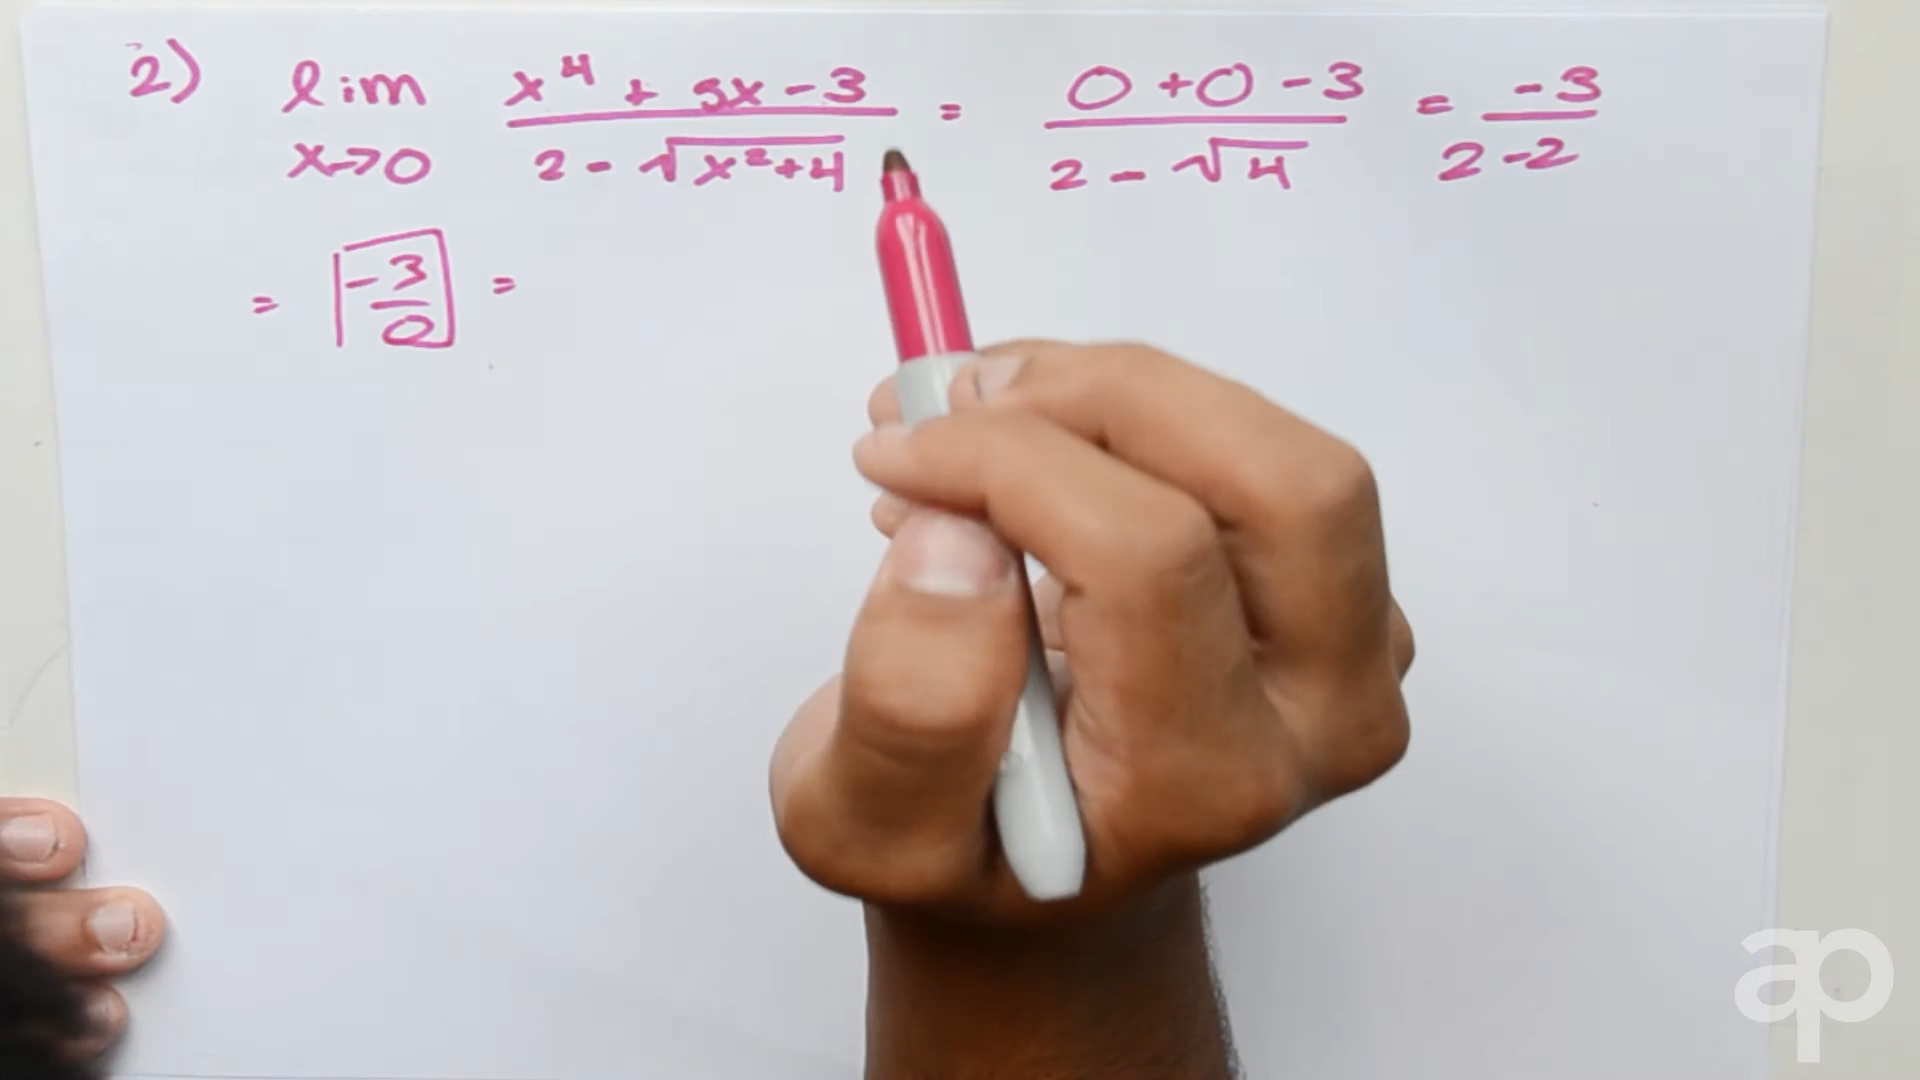 2) lim x→0 (x⁴ + 5x - 3)/(2 - √(x²+4)) = (0 + 0 - 3)/(2 - √4) = (-3)/(2 - 2)
= -3/0 =
ap